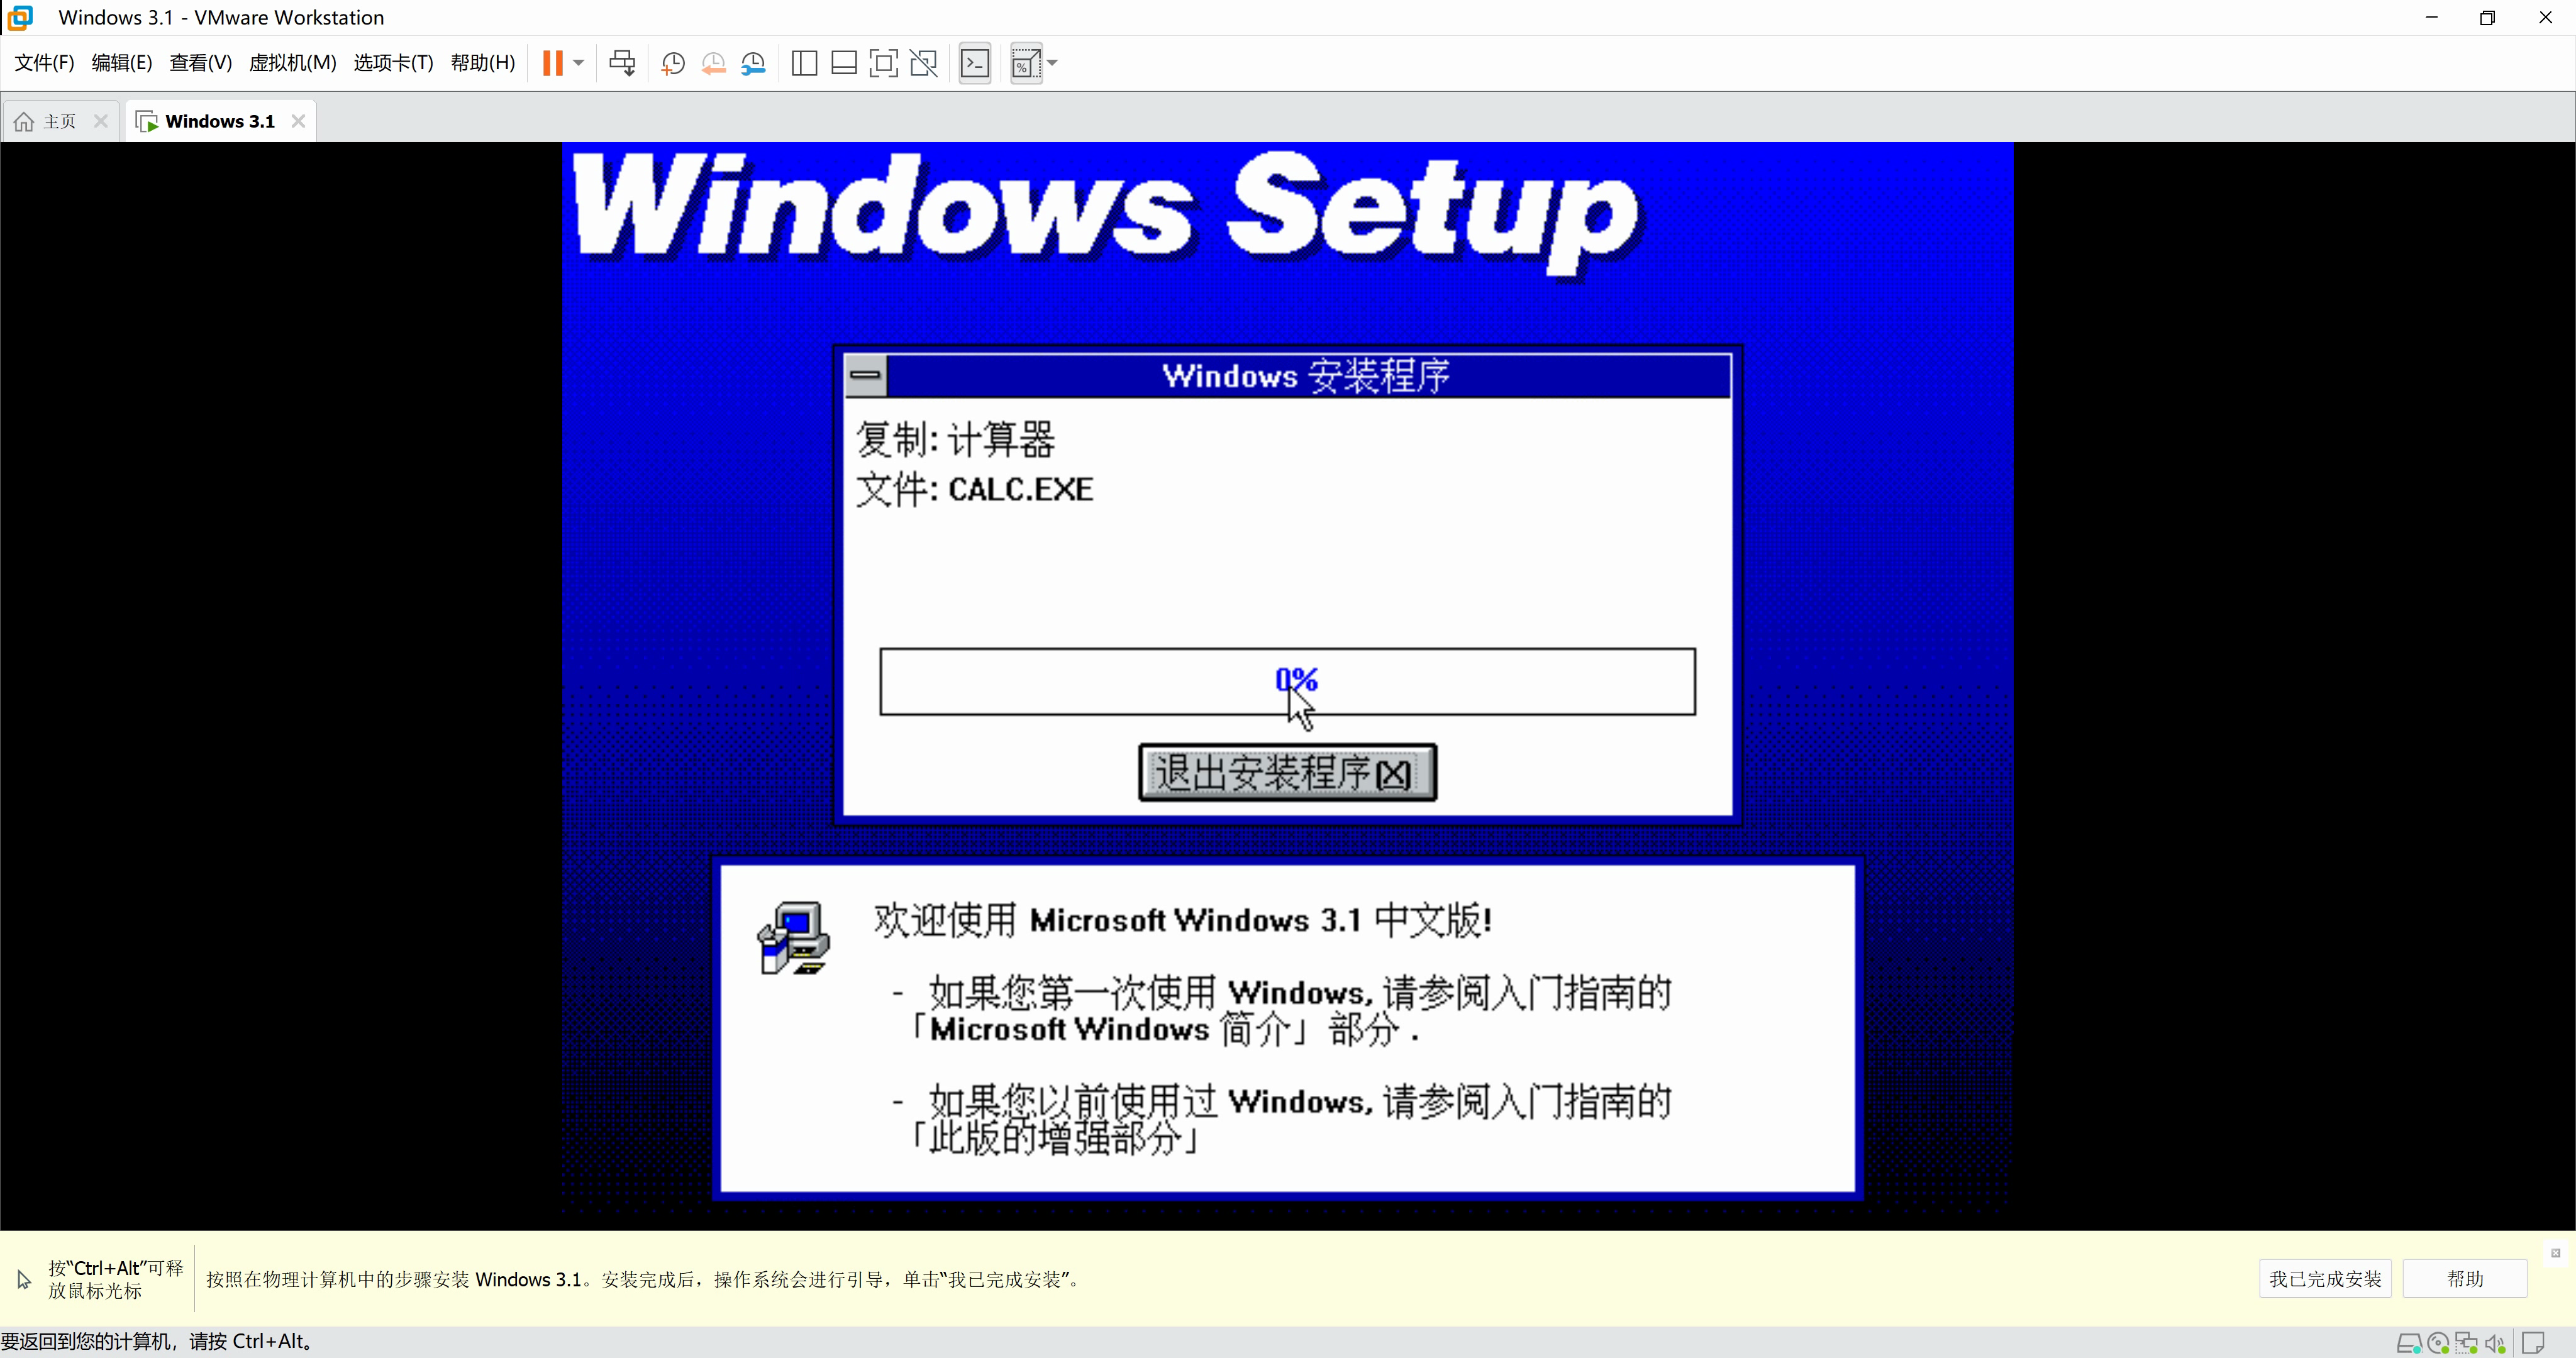 Windows 3.1 - VMware Workstation
文件(F) 编辑(E) 查看(V) 虚拟机(M) 选项卡(T) 帮助(H)
主页 Windows 3.1
Windows Setup
Windows 安装程序
复制: 计算器
文件: CALC.EXE
0%
退出安装程序(X)
欢迎使用 Microsoft Windows 3.1 中文版!
- 如果您第一次使用 Windows, 请参阅入门指南的
「Microsoft Windows 简介」部分 .
- 如果您以前使用过 Windows, 请参阅入门指南的
「此版的增强部分」
按“Ctrl+Alt”可释
放鼠标光标
按照在物理计算机中的步骤安装 Windows 3.1。安装完成后，操作系统会进行引导，单击“我已完成安装”。
我已完成安装
帮助
要返回到您的计算机，请按 Ctrl+Alt。